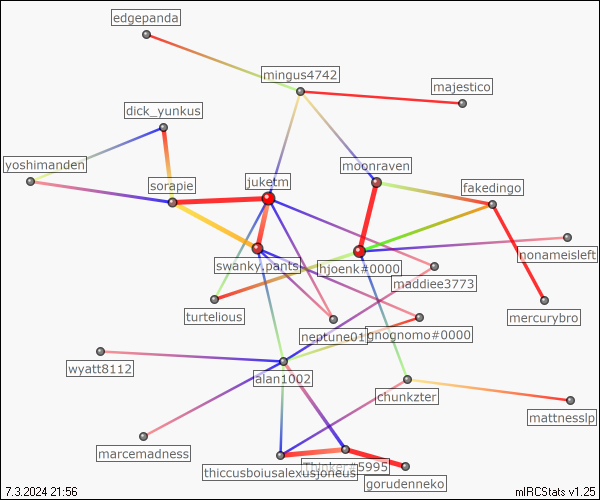 edgepanda
mingus4742
majestico
dick_yunkus
yoshimanden
moonraven
juketm
sorapie
fakedingo
nonameisleft
swanky.pants
hjoenk#0000
maddiee3773
turtelious
mercurybro
neptune01
gnognomo#0000
wyatt8112
alan1002
chunkzter
mattnesslp
marcemadness
thiccusboiusalexusjoneus
Thinker#5995
gorudenneko
7.3.2024 21:56
mIRCStats v1.25